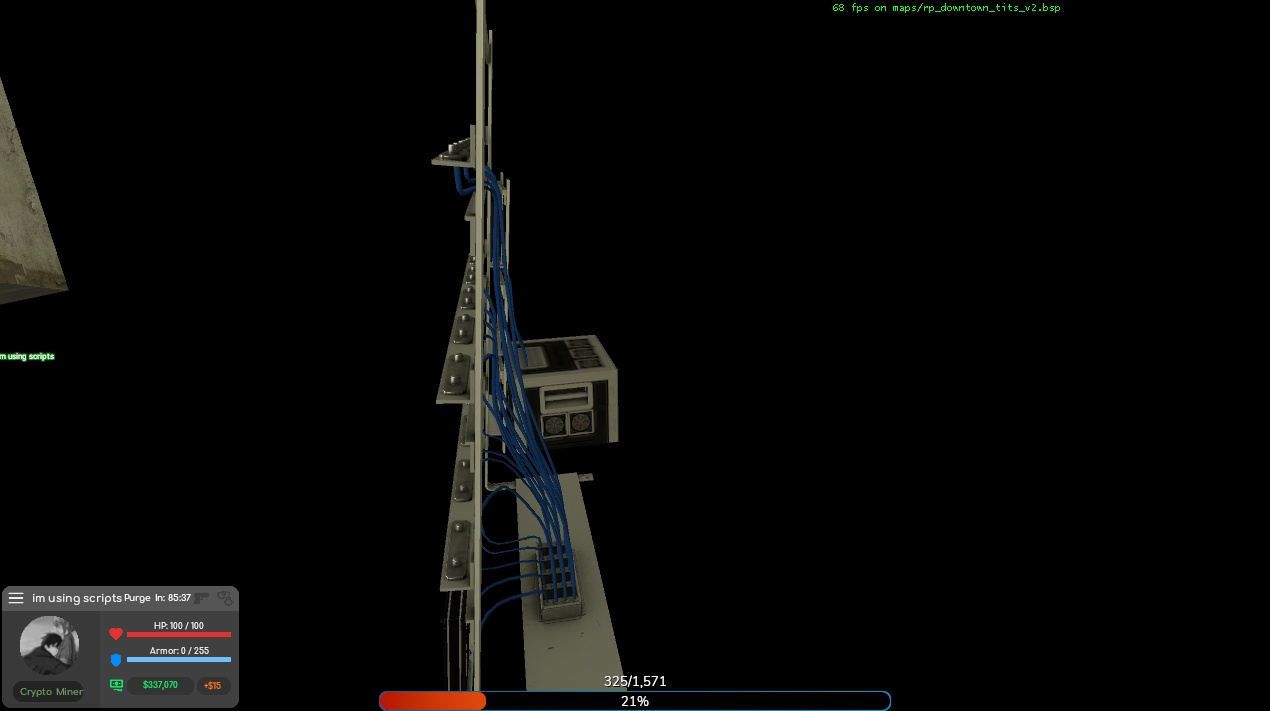 68 fps on maps/rp_downtown_tits_v2.bsp
m using scripts
im using scripts Purge In: 85:37
HP: 100 / 100
Armor: 0 / 255
Crypto Miner
$337,070 +$15
325/1,571
21%